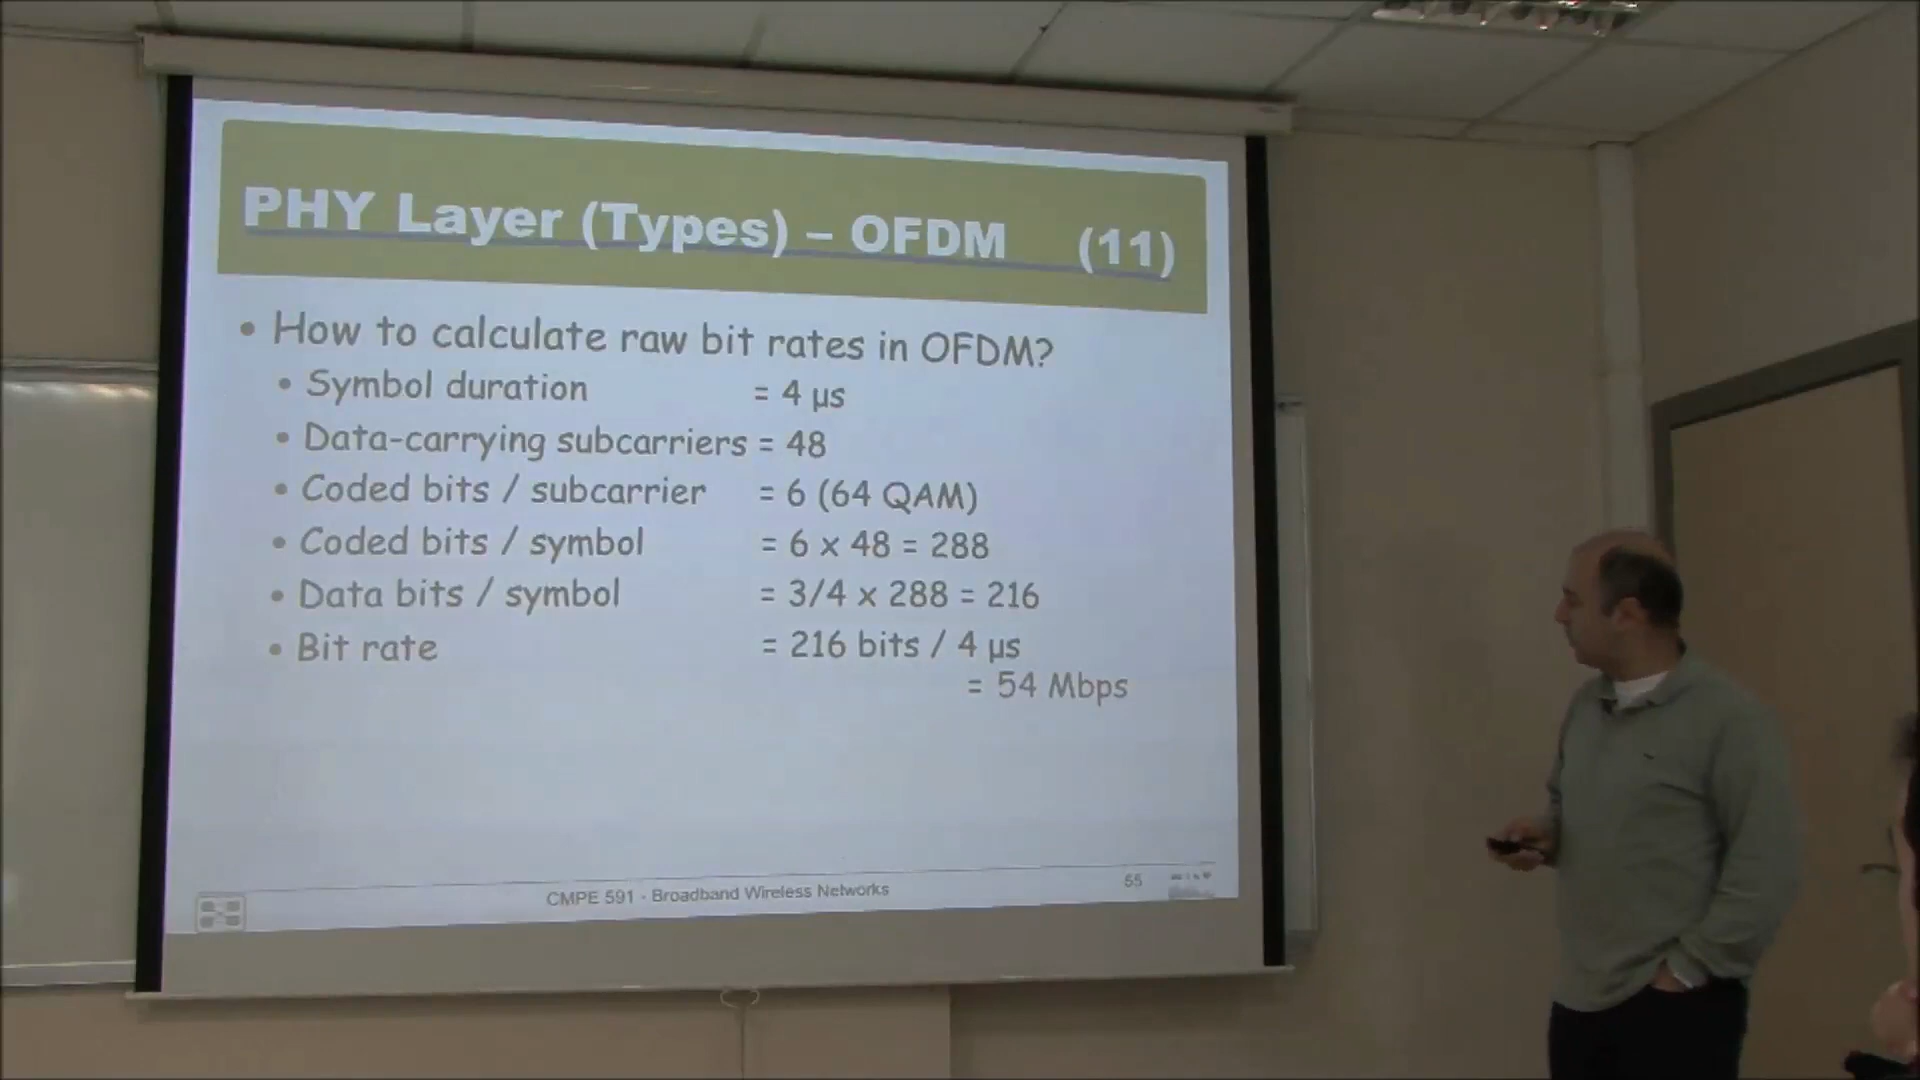 PHY Layer (Types) – OFDM (11)
• How to calculate raw bit rates in OFDM?
• Symbol duration = 4 µs
• Data-carrying subcarriers = 48
• Coded bits / subcarrier = 6 (64 QAM)
• Coded bits / symbol = 6 x 48 = 288
• Data bits / symbol = 3/4 x 288 = 216
• Bit rate = 216 bits / 4 µs
= 54 Mbps
CMPE 591 - Broadband Wireless Networks 55